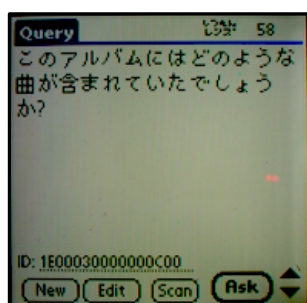 Query
58
このアルバムにはどのような
曲が含まれていたでしょう
か?
ID: 1E00030000000C00
New Edit Scan Ask